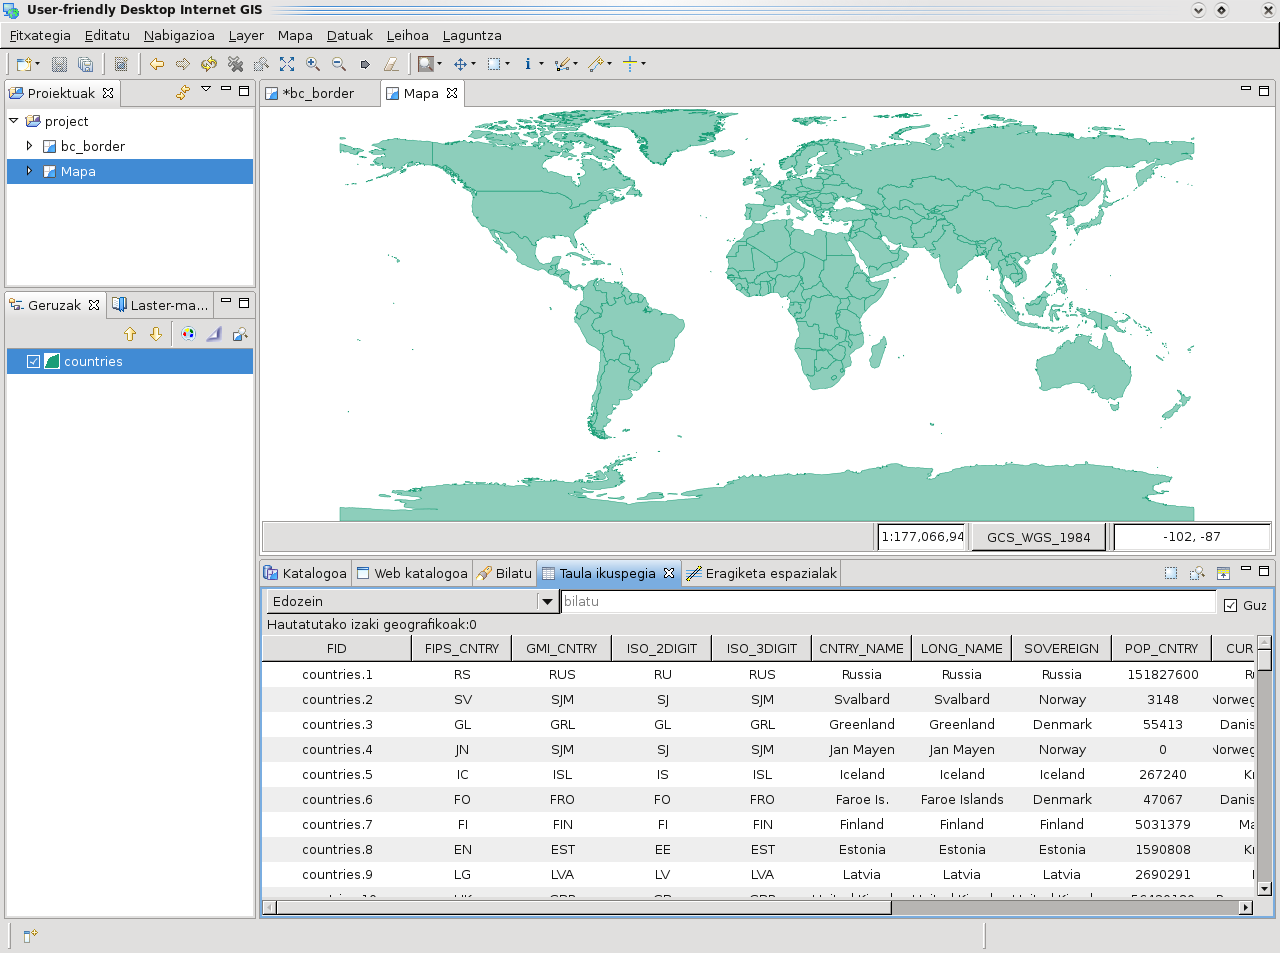 User-friendly Desktop Internet GIS
Fitxategia Editatu Nabigazioa Layer Mapa Datuak Leihoa Laguntza
Proiektuak
project
bc_border
Mapa
Geruzak Laster-ma...
countries
*bc_border Mapa
1:177,066,94 GCS_WGS_1984 -102, -87
Katalogoa Web katalogoa Bilatu Taula ikuspegia Eragiketa espazialak
Edozein bilatu Guz
Hautatutako izaki geografikoak:0
FID FIPS_CNTRY GMI_CNTRY ISO_2DIGIT ISO_3DIGIT CNTRY_NAME LONG_NAME SOVEREIGN POP_CNTRY CUR
countries.1 RS RUS RU RUS Russia Russia Russia 151827600
countries.2 SV SJM SJ SJM Svalbard Svalbard Norway 3148 Norweg
countries.3 GL GRL GL GRL Greenland Greenland Denmark 55413 Danis
countries.4 JN SJM SJ SJM Jan Mayen Jan Mayen Norway 0 Norweg
countries.5 IC ISL IS ISL Iceland Iceland Iceland 267240 K
countries.6 FO FRO FO FRO Faroe Is. Faroe Islands Denmark 47067 Danis
countries.7 FI FIN FI FIN Finland Finland Finland 5031379 Ma
countries.8 EN EST EE EST Estonia Estonia Estonia 1590808 K
countries.9 LG LVA LV LVA Latvia Latvia Latvia 2690291